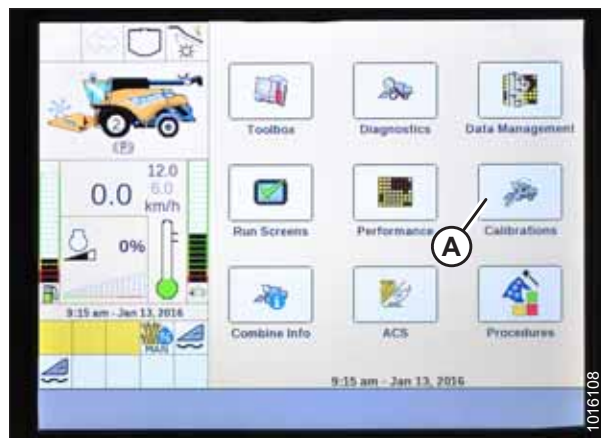 2
(P)
12.0
0.0
6.0
km/h
0%
9:15 am - Jan 13, 2016
MAN
Toolbox
Diagnostics
Data Management
Run Screens
Performance
Calibrations
A
Combine Info
ACS
Procedures
9:15 am - Jan 13, 2016
1016108